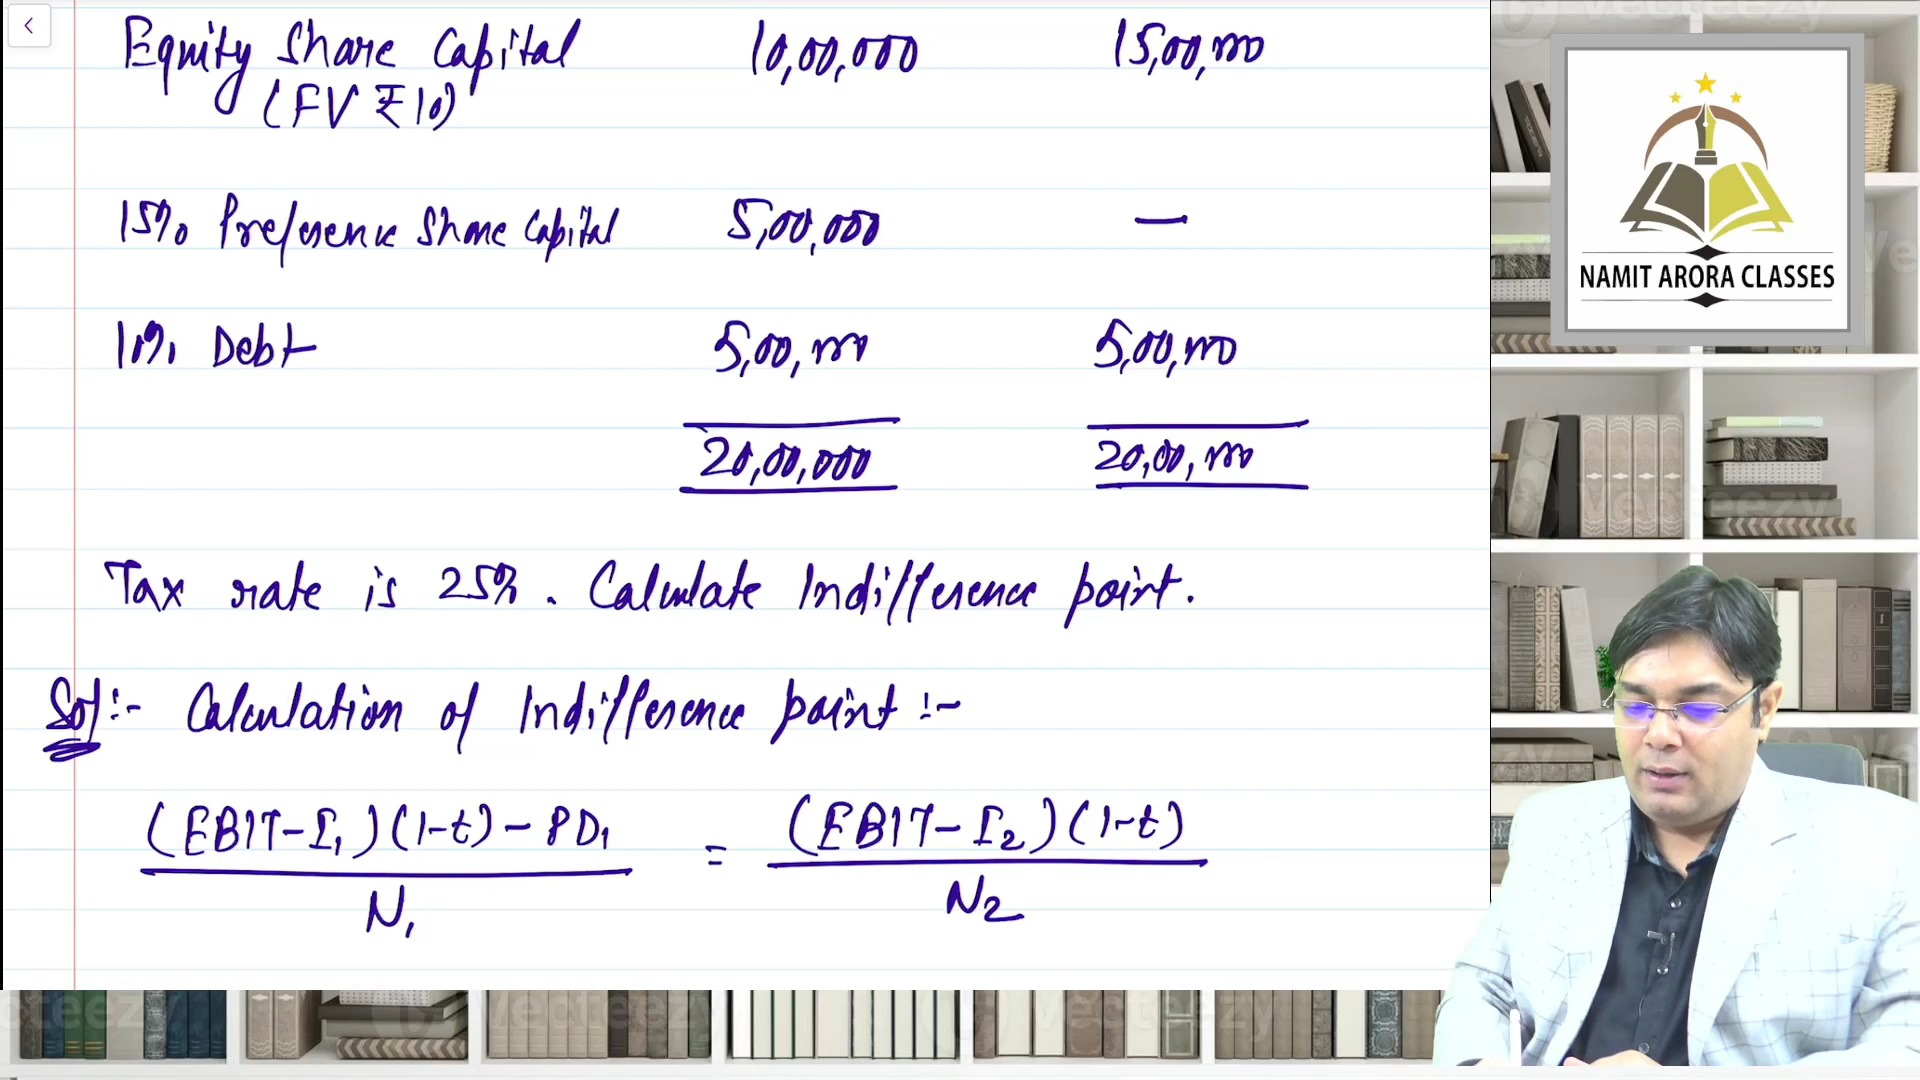 Equity Share Capital 10,00,000 15,00,000
(FV ₹10)
15% Preference Share Capital 5,00,000 —
10% Debt 5,00,000 5,00,000
20,00,000 20,00,000
Tax rate is 25%. Calculate Indifference point.
Sol:- Calculation of Indifference point :-
(EBIT-I₁)(1-t) - PD₁ = (EBIT-I₂)(1-t)
N₁ N₂
NAMIT ARORA CLASSES
Vecteezy